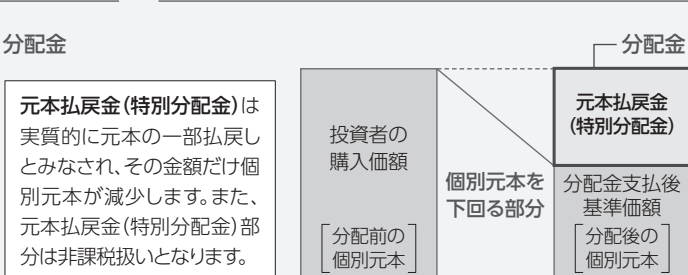 分配金
元本払戻金(特別分配金)は
実質的に元本の一部払戻し
とみなされ、その金額だけ個
別元本が減少します。また、
元本払戻金(特別分配金)部
分は非課税扱いとなります。
投資者の
購入価額
分配前の
個別元本
個別元本を
下回る部分
分配金
元本払戻金
(特別分配金)
分配金支払後
基準価額
分配後の
個別元本